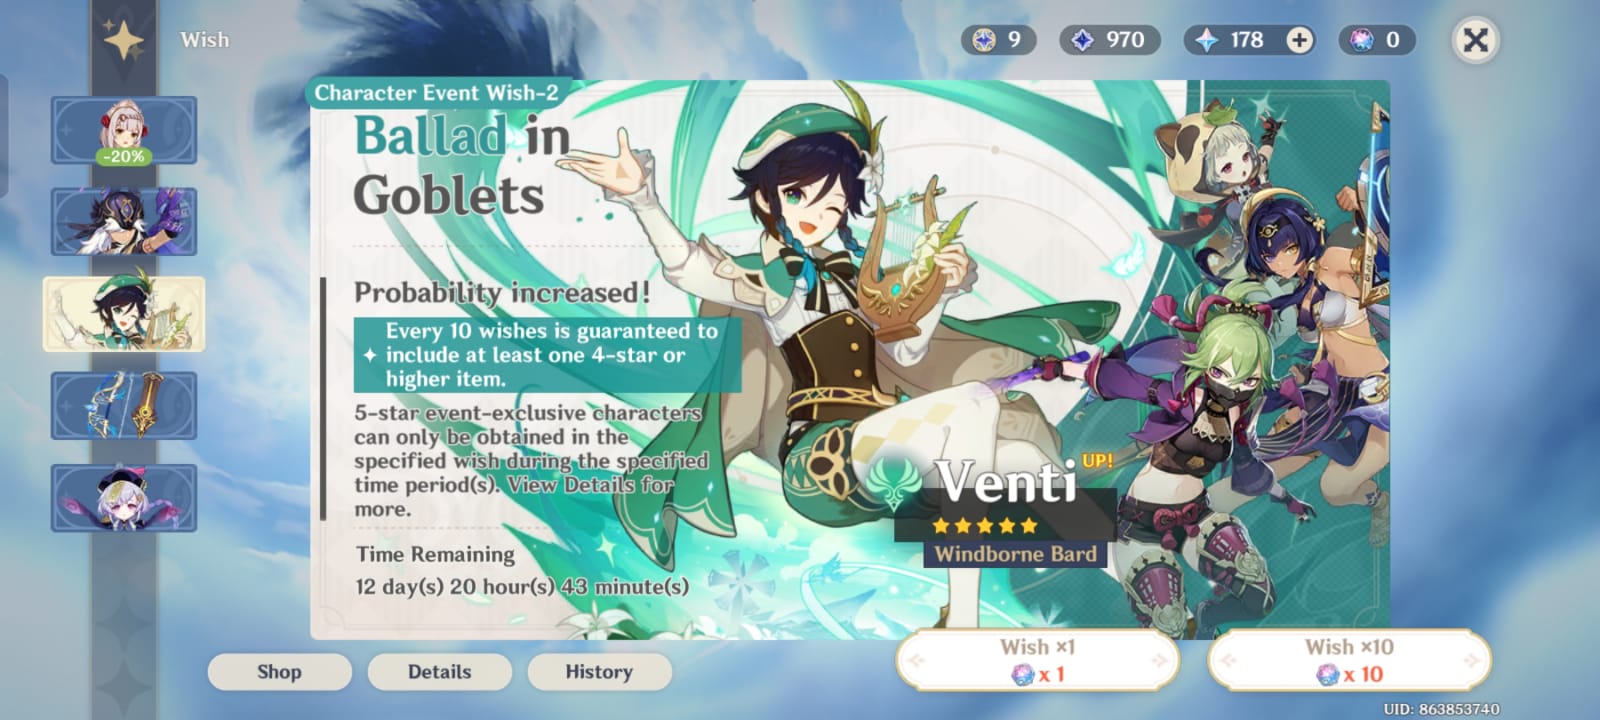 Wish
9
970
178
0
-20%
Character Event Wish-2
Ballad in
Goblets
Probability increased!
Every 10 wishes is guaranteed to
include at least one 4-star or
higher item.
5-star event-exclusive characters
can only be obtained in the
specified wish during the specified
time period(s). View Details for
more.
Time Remaining
12 day(s) 20 hour(s) 43 minute(s)
Venti UP!
Windborne Bard
Shop
Details
History
Wish ×1
x 1
Wish ×10
x 10
UID: 863853740